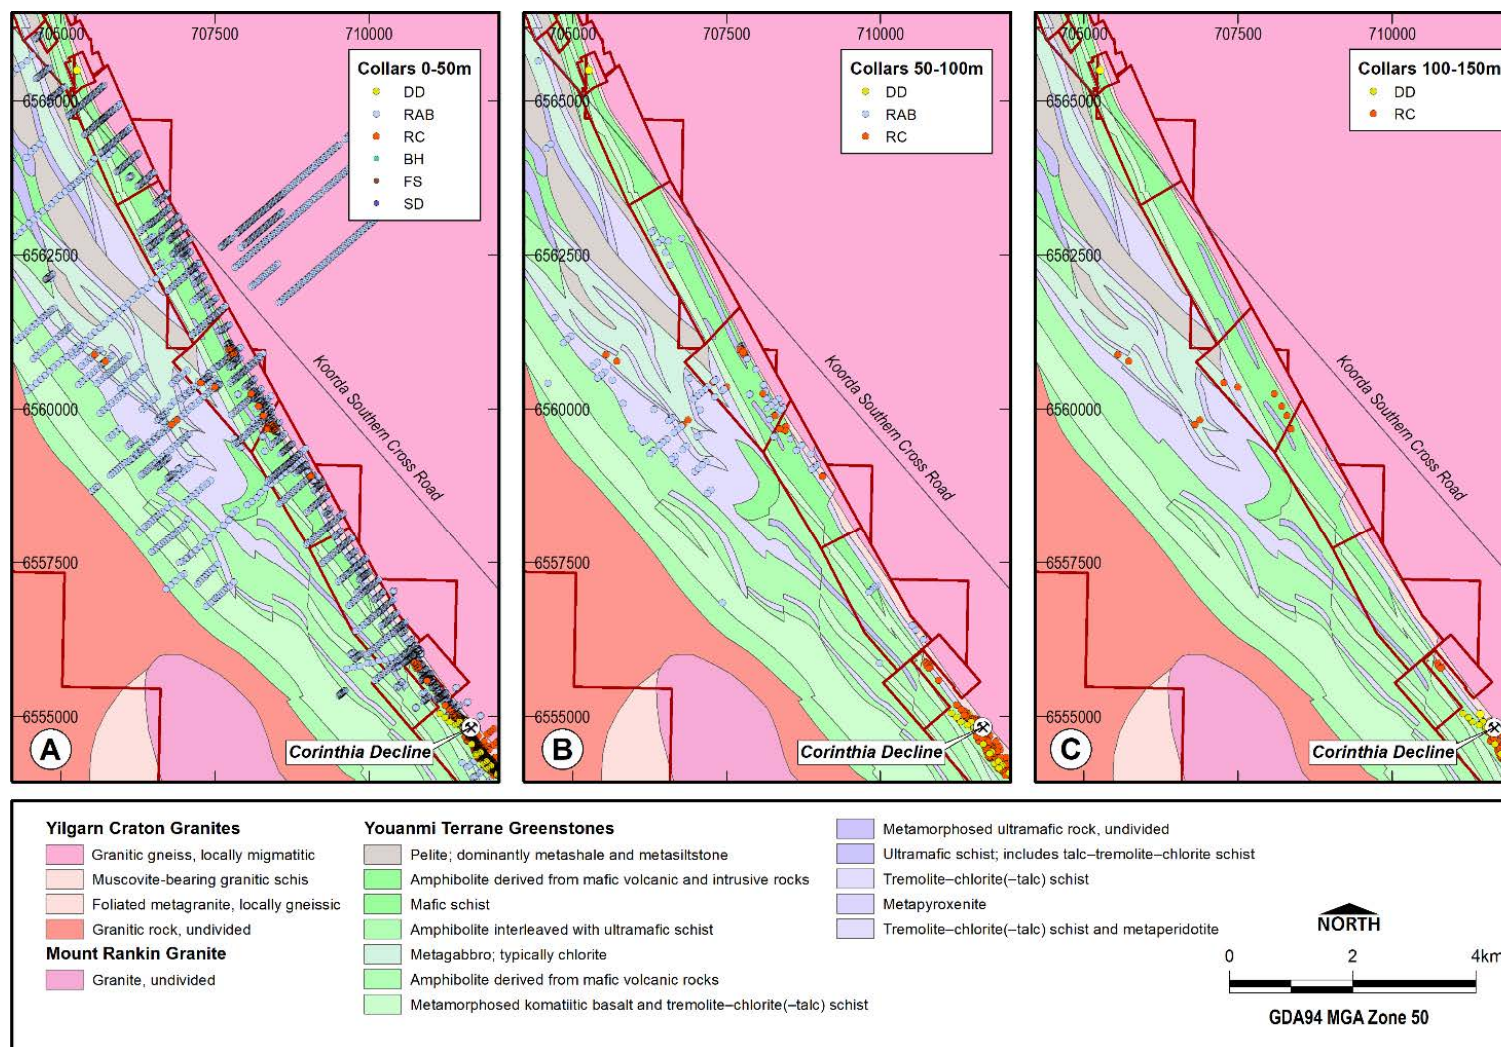 705000
707500
710000
6565000
6562500
6560000
6557500
6555000
Collars 0-50m
DD
RAB
RC
BH
FS
SD
Koorda Southern Cross Road
Corinthia Decline
A
705000
707500
710000
6565000
6562500
6560000
6557500
6555000
Collars 50-100m
DD
RAB
RC
Koorda Southern Cross Road
Corinthia Decline
B
705000
707500
710000
6565000
6562500
6560000
6557500
6555000
Collars 100-150m
DD
RC
Koorda Southern Cross Road
Corinthia Decline
C
Yilgarn Craton Granites
Granitic gneiss, locally migmatitic
Muscovite-bearing granitic schis
Foliated metagranite, locally gneissic
Granitic rock, undivided
Mount Rankin Granite
Granite, undivided
Youanmi Terrane Greenstones
Pelite; dominantly metashale and metasiltstone
Amphibolite derived from mafic volcanic and intrusive rocks
Mafic schist
Amphibolite interleaved with ultramafic schist
Metagabbro; typically chlorite
Amphibolite derived from mafic volcanic rocks
Metamorphosed komatiitic basalt and tremolite–chlorite(–talc) schist
Metamorphosed ultramafic rock, undivided
Ultramafic schist; includes talc–tremolite–chlorite schist
Tremolite–chlorite(–talc) schist
Metapyroxenite
Tremolite–chlorite(–talc) schist and metaperidotite
NORTH
0 2 4km
GDA94 MGA Zone 50